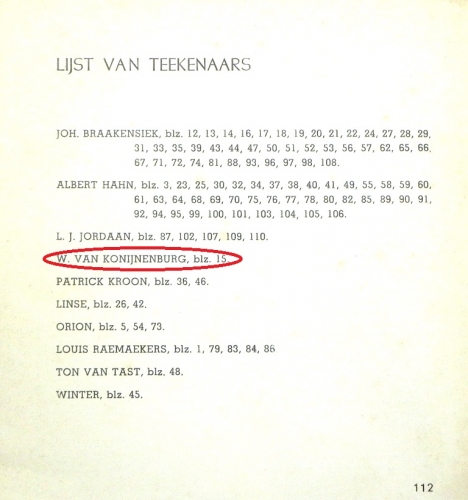 LIJST VAN TEEKENAARS
JOH. BRAAKENSIEK, blz. 12, 13, 14, 16, 17, 18, 19, 20, 21, 22, 24, 27, 28, 29,
31, 33, 35, 39, 43, 44, 47, 50, 51, 52, 53, 56, 57, 62, 65, 66,
67, 71, 72, 74, 81, 88, 93, 96, 97, 98, 108.
ALBERT HAHN, blz. 3, 23, 25, 30, 32, 34, 37, 38, 40, 41, 49, 55, 58, 59, 60,
61, 63, 64, 68, 69, 70, 75, 76, 77, 78, 80, 82, 85, 89, 90, 91,
92, 94, 95, 99, 100, 101, 103, 104, 105, 106.
L. J. JORDAAN, blz. 87, 102, 107, 109, 110.
W. VAN KONIJNENBURG, blz. 15.
PATRICK KROON, blz. 36, 46.
LINSE, blz. 26, 42.
ORION, blz. 5, 54, 73.
LOUIS RAEMAEKERS, blz. 1, 79, 83, 84, 86.
TON VAN TAST, blz. 48.
WINTER, blz. 45.
112